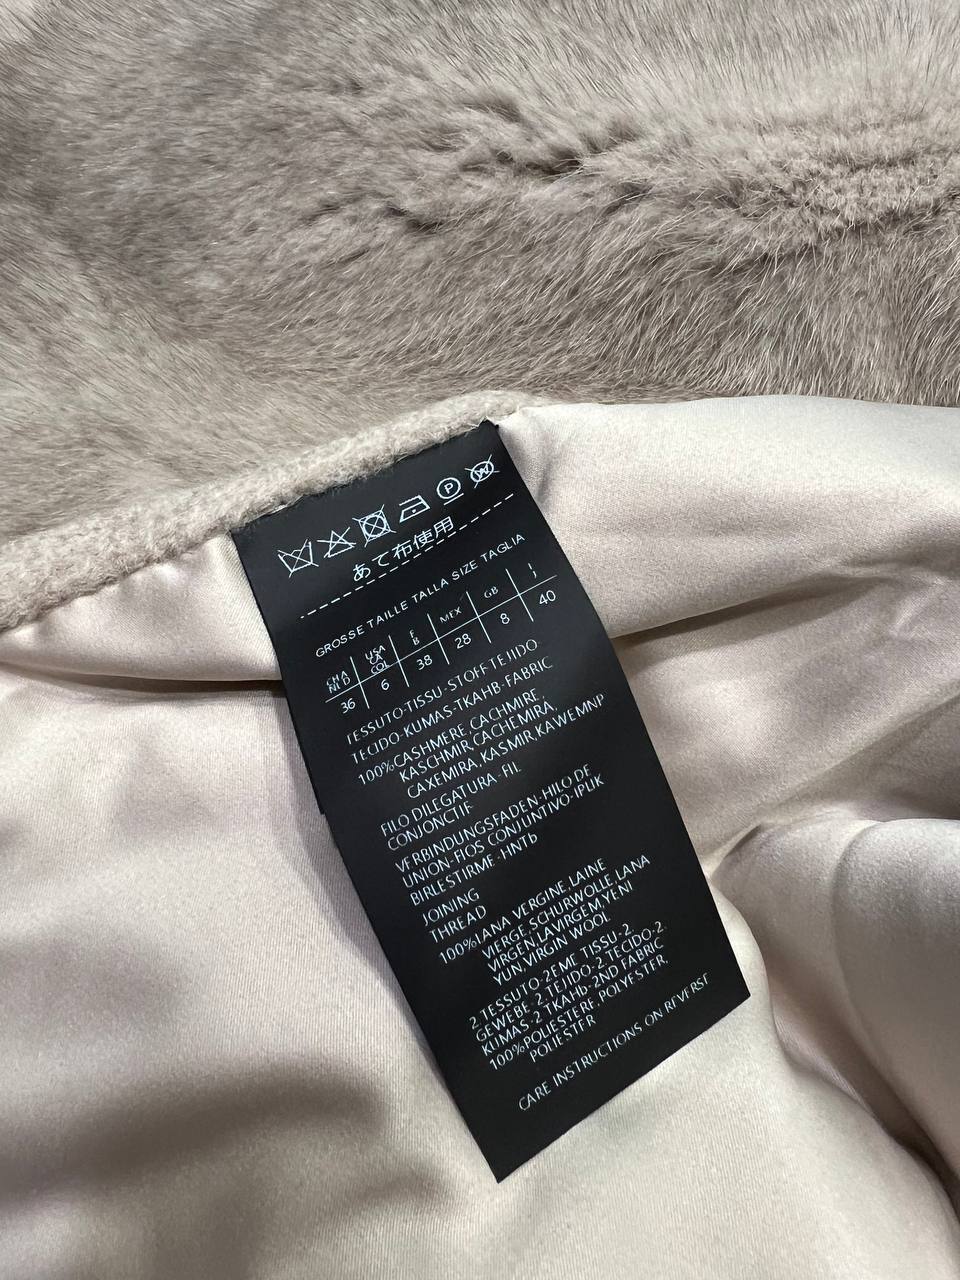 P
W
あて布使用
GROSSE TAILLE TALLA SIZE TAGLIA
USA CA COL
F B
MEX
GB
I
36 6 38 28 8 40
TESSUTO-TISSU-STOFF-TEJIDO
TECIDO-KUMAS-TKAHB-FABRIC
100%CASHMERE,CACHMIRE,
KASCHMIR,CACHEMIRA,
CAXEMIRA,KASMIR,KAWEMNP
FILO DILEGATURA-FIL
CONJONCTIF
VERBINDUNGSFADEN-HILO DE
UNION-FIOS CONJUNTIVO-IPLIK
BIRLESTIRME-HNTb
JOINING
THREAD
100%LANA VERGINE,LAINE
VIERGE,SCHURWOLLE,LANA
VIRGEN,LAVIRGEM,YENI
YUN,VIRGIN WOOL
2.TESSUTO-2EME TISSU-2.
GEWEBE-2.TEJIDO-2.TECIDO-2.
KUMAS-2.TKAHb-2ND FABRIC
100%POLIESTERE,POLYESTER,
POLIESTER
CARE INSTRUCTIONS ON REVERSE